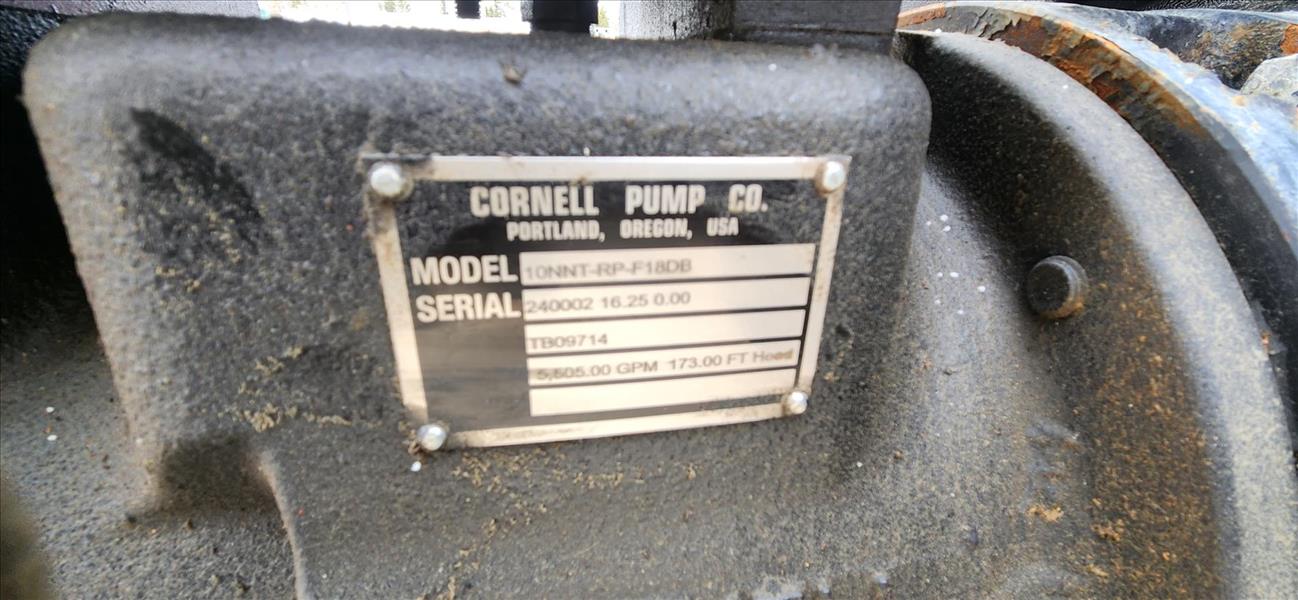 CORNELL PUMP CO.
PORTLAND, OREGON, USA
MODEL 10NNT-RP-F18DB
SERIAL 240002 16.25 0.00
TB09714
5,505.00 GPM 173.00 FT Head